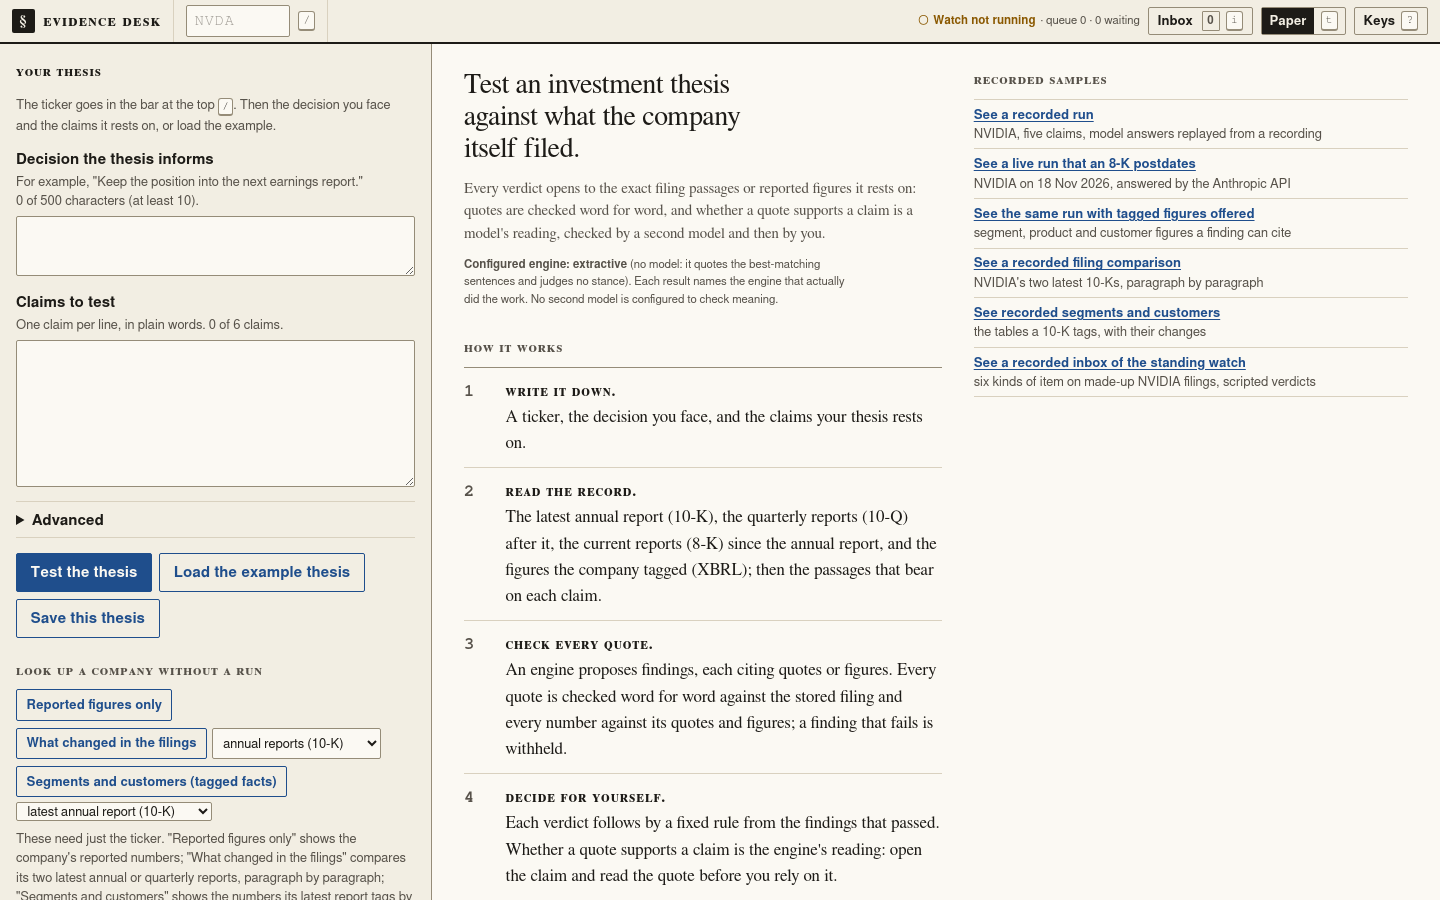 § EVIDENCE DESK NVDA / Watch not running · queue 0 · 0 waiting Inbox 0 i Paper t Keys ?
YOUR THESIS
The ticker goes in the bar at the top / . Then the decision you face
and the claims it rests on, or load the example.
Decision the thesis informs
For example, "Keep the position into the next earnings report."
0 of 500 characters (at least 10).
Claims to test
One claim per line, in plain words. 0 of 6 claims.
Advanced
Test the thesis Load the example thesis
Save this thesis
LOOK UP A COMPANY WITHOUT A RUN
Reported figures only
What changed in the filings annual reports (10-K)
Segments and customers (tagged facts)
latest annual report (10-K)
These need just the ticker. "Reported figures only" shows the
company's reported numbers; "What changed in the filings" compares
its two latest annual or quarterly reports, paragraph by paragraph;
"Segments and customers" shows the numbers its latest report tags by
Test an investment thesis
against what the company
itself filed.
Every verdict opens to the exact filing passages or reported figures it rests on:
quotes are checked word for word, and whether a quote supports a claim is a
model's reading, checked by a second model and then by you.
Configured engine: extractive (no model: it quotes the best-matching
sentences and judges no stance). Each result names the engine that actually
did the work. No second model is configured to check meaning.
HOW IT WORKS
1 WRITE IT DOWN.
A ticker, the decision you face, and the claims your thesis rests
on.
2 READ THE RECORD.
The latest annual report (10-K), the quarterly reports (10-Q)
after it, the current reports (8-K) since the annual report, and the
figures the company tagged (XBRL); then the passages that bear
on each claim.
3 CHECK EVERY QUOTE.
An engine proposes findings, each citing quotes or figures. Every
quote is checked word for word against the stored filing and
every number against its quotes and figures; a finding that fails is
withheld.
4 DECIDE FOR YOURSELF.
Each verdict follows by a fixed rule from the findings that passed.
Whether a quote supports a claim is the engine's reading: open
the claim and read the quote before you rely on it.
RECORDED SAMPLES
See a recorded run
NVIDIA, five claims, model answers replayed from a recording
See a live run that an 8-K postdates
NVIDIA on 18 Nov 2026, answered by the Anthropic API
See the same run with tagged figures offered
segment, product and customer figures a finding can cite
See a recorded filing comparison
NVIDIA's two latest 10-Ks, paragraph by paragraph
See recorded segments and customers
the tables a 10-K tags, with their changes
See a recorded inbox of the standing watch
six kinds of item on made-up NVIDIA filings, scripted verdicts